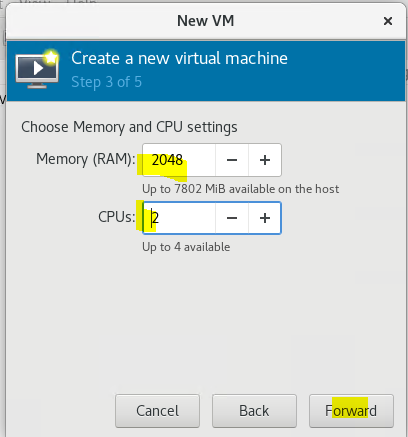 New VM
Create a new virtual machine
Step 3 of 5
Choose Memory and CPU settings
Memory (RAM): 2048 − +
Up to 7802 MiB available on the host
CPUs: 2 − +
Up to 4 available
Cancel Back Forward